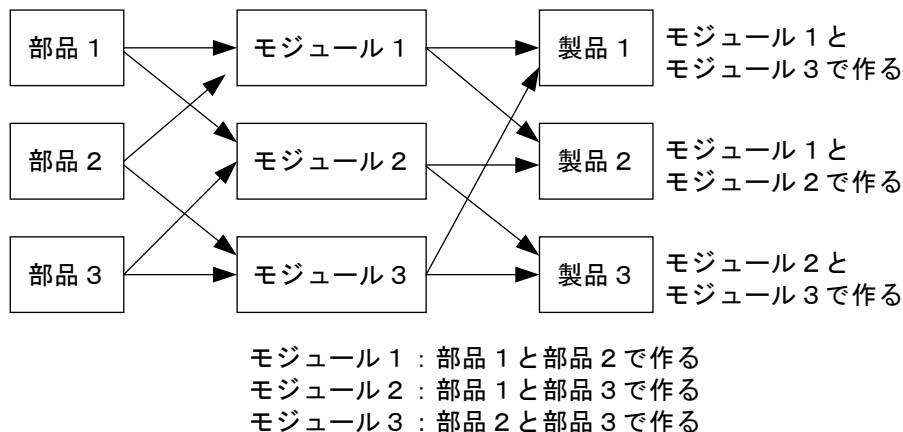 部品1
モジュール1
製品1
モジュール1と
モジュール3で作る
部品2
モジュール2
製品2
モジュール1と
モジュール2で作る
部品3
モジュール3
製品3
モジュール2と
モジュール3で作る
モジュール1：部品1と部品2で作る
モジュール2：部品1と部品3で作る
モジュール3：部品2と部品3で作る